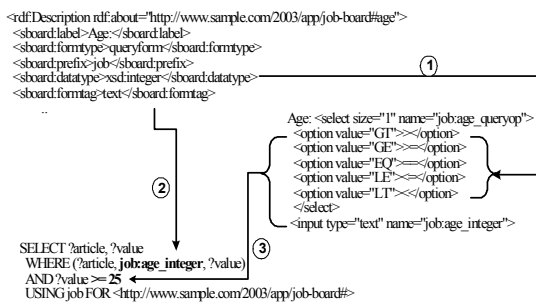 <rdf:Description rdf:about="http://www.sample.com/2003/app/job-board#age">
<sboard:label>Age:</sboard:label>
<sboard:formtype>queryform</sboard:formtype>
<sboard:prefix>job</sboard:prefix>
<sboard:datatype>xsd:integer</sboard:datatype>
<sboard:formtag>text</sboard:formtag>
..
1
Age: <select size="1" name="job:age_queryop">
<option value="GT">></option>
<option value="GE">>=</option>
<option value="EQ">==</option>
<option value="LE"><=</option>
<option value="LT"><</option>
</select>
<input type="text" name="job:age_integer">
2
3
SELECT ?article, ?value
WHERE (?article, job:age_integer, ?value)
AND ?value >= 25
USING job FOR <http://www.sample.com/2003/app/job-board#>